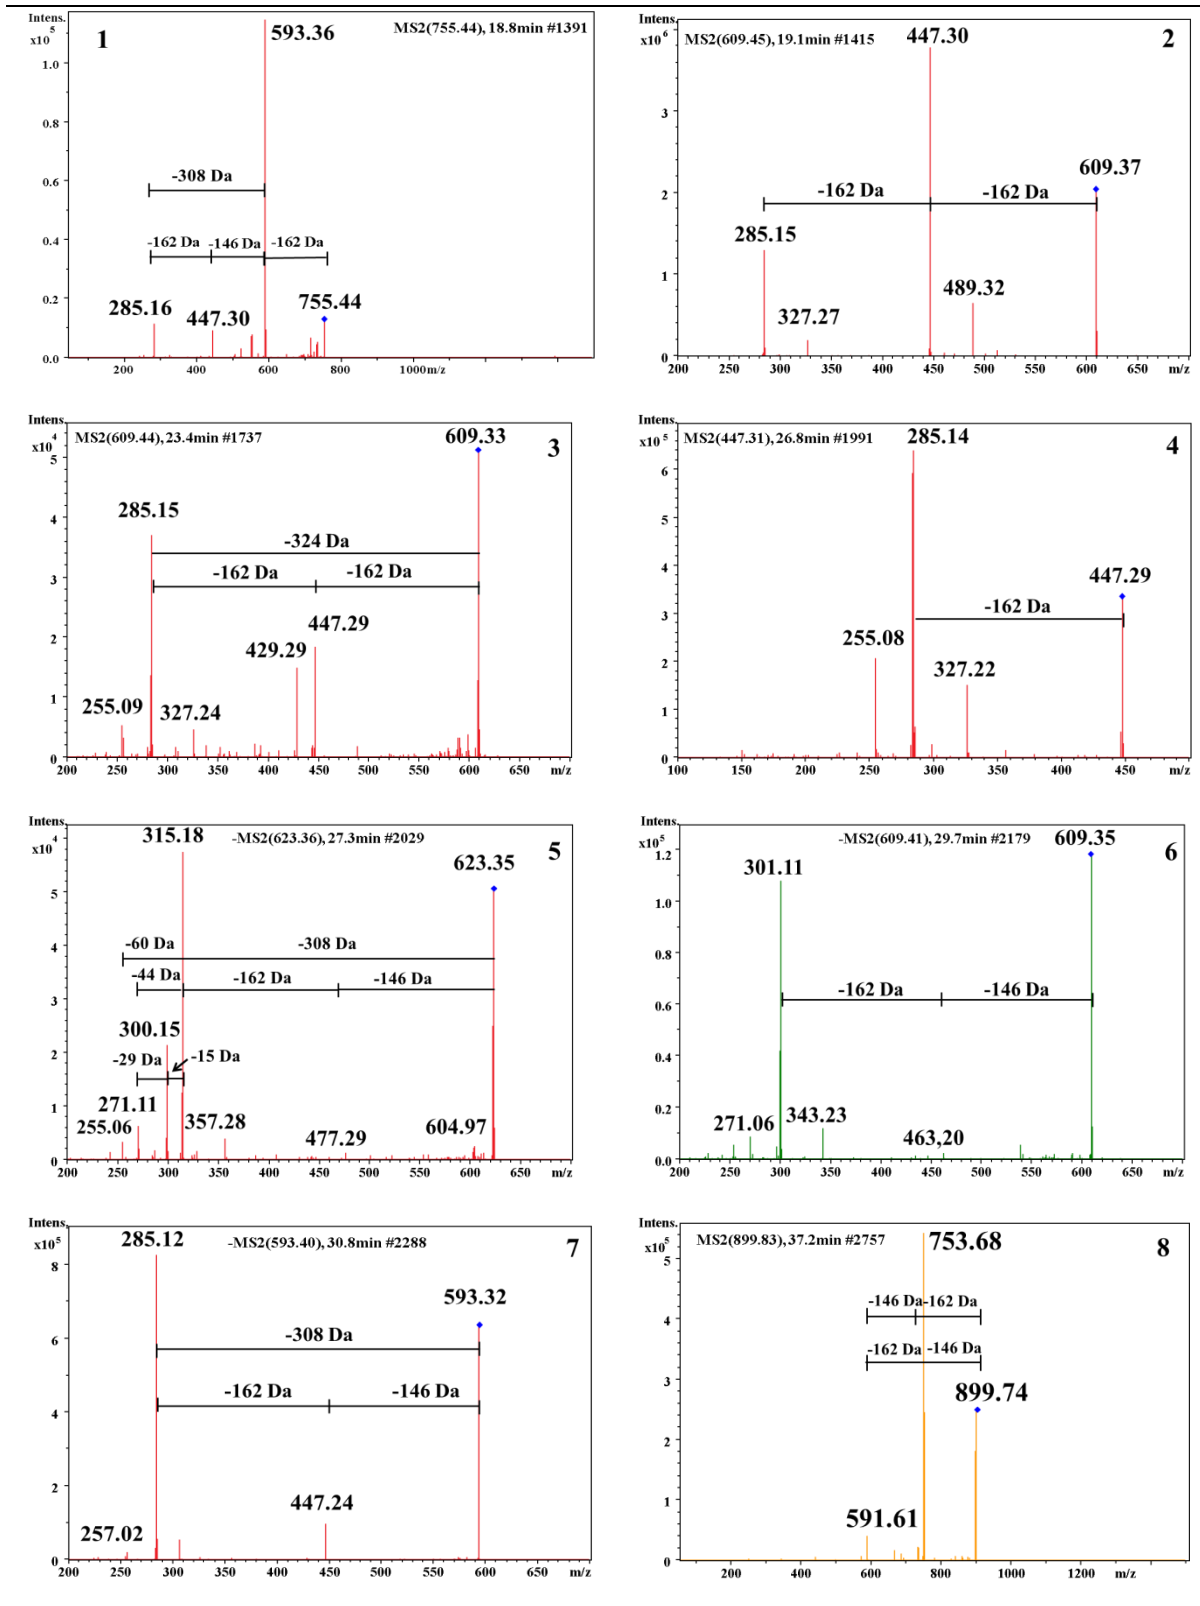 Intens.
x10^5
1
593.36
MS2(755.44), 18.8min #1391
1.0
0.8
0.6
0.4
0.2
0.0
-308 Da
-162 Da
-146 Da
-162 Da
285.16
447.30
755.44
200
400
600
800
1000m/z
Intens.
x10^6
MS2(609.45), 19.1min #1415
447.30
2
3
2
1
0
609.37
-162 Da
-162 Da
285.15
327.27
489.32
200 250 300 350 400 450 500 550 600 650 m/z
Intens.
x10^4
MS2(609.44), 23.4min #1737
609.33
3
5
4
3
2
1
0
285.15
-324 Da
-162 Da
-162 Da
447.29
429.29
255.09
327.24
200 250 300 350 400 450 500 550 600 650 m/z
Intens.
x10^5
MS2(447.31), 26.8min #1991
285.14
4
6
5
4
3
2
1
0
447.29
-162 Da
255.08
327.22
100 150 200 250 300 350 400 450 m/z
Intens.
x10^4
315.18
-MS2(623.36), 27.3min #2029
5
623.35
5
4
3
2
1
0
-60 Da
-308 Da
-44 Da
-162 Da
-146 Da
300.15
-29 Da
-15 Da
271.11
255.06
357.28
477.29
604.97
200 250 300 350 400 450 500 550 600 650 m/z
Intens.
x10^5
-MS2(609.41), 29.7min #2179
609.35
6
1.2
1.0
0.8
0.6
0.4
0.2
0.0
301.11
-162 Da
-146 Da
271.06
343.23
463,20
200 250 300 350 400 450 500 550 600 650 m/z
Intens.
x10^5
285.12
-MS2(593.40), 30.8min #2288
7
8
6
4
2
0
593.32
-308 Da
-162 Da
-146 Da
447.24
257.02
200 250 300 350 400 450 500 550 600 650 m/z
Intens.
x10^5
MS2(899.83), 37.2min #2757
753.68
8
5
4
3
2
1
0
-146 Da
-162 Da
-162 Da
-146 Da
899.74
591.61
200 400 600 800 1000 1200 m/z